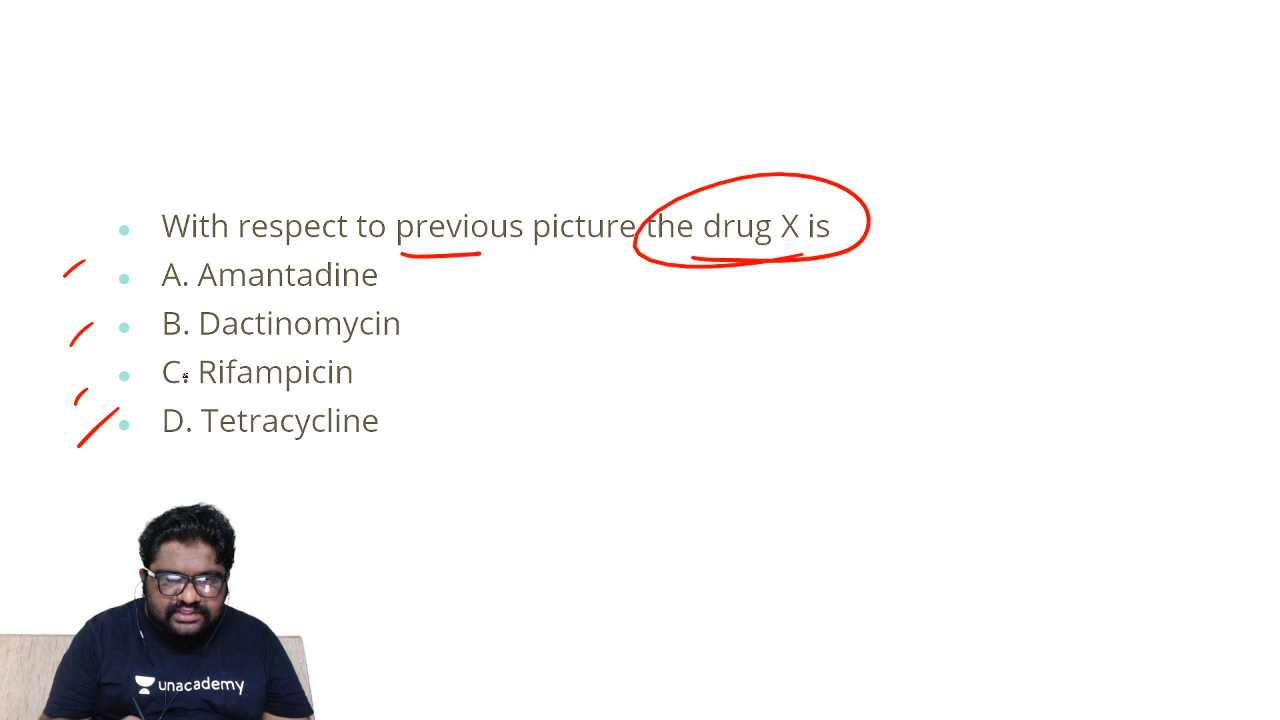 With respect to previous picture the drug X is
A. Amantadine
B. Dactinomycin
C. Rifampicin
D. Tetracycline
unacademy